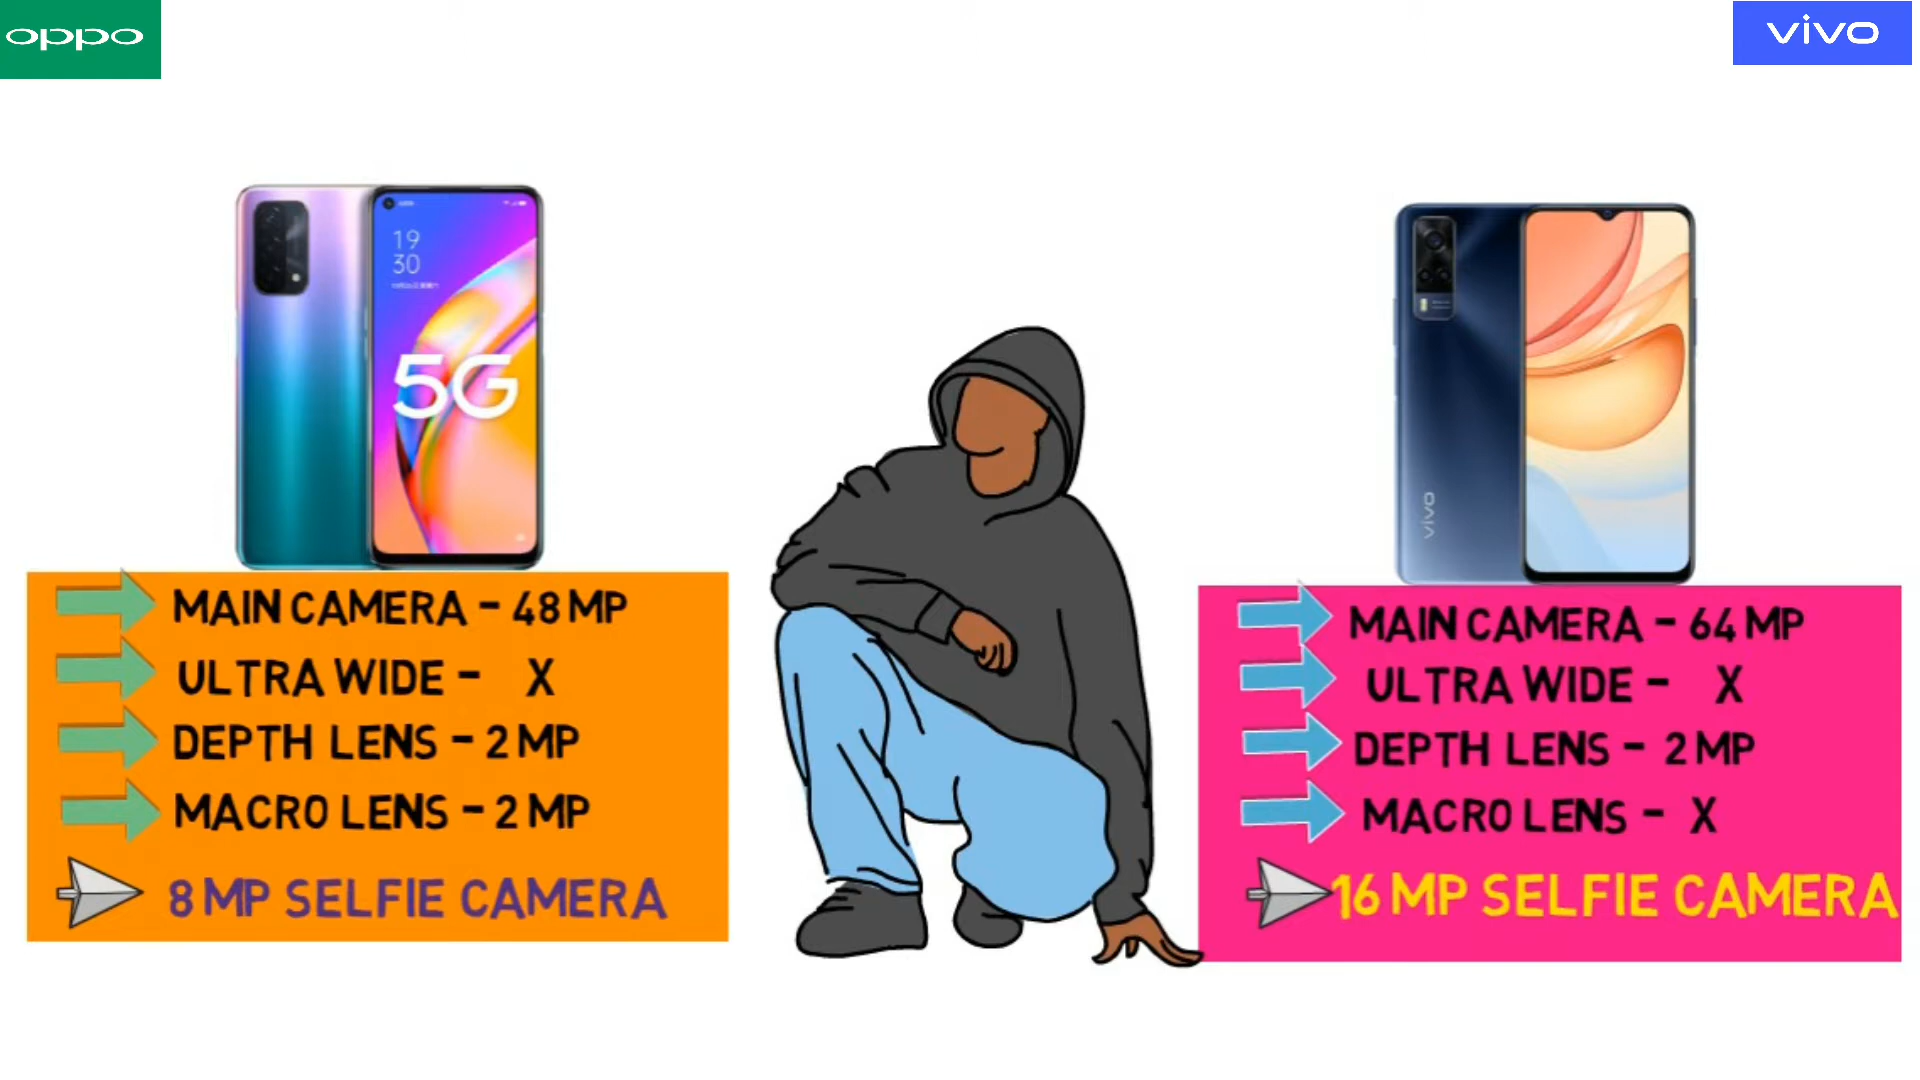 oppo
vivo
19
30
5G
vivo
MAIN CAMERA - 48 MP
ULTRA WIDE - X
DEPTH LENS - 2 MP
MACRO LENS - 2 MP
8 MP SELFIE CAMERA
MAIN CAMERA - 64 MP
ULTRA WIDE - X
DEPTH LENS - 2 MP
MACRO LENS - X
16 MP SELFIE CAMERA